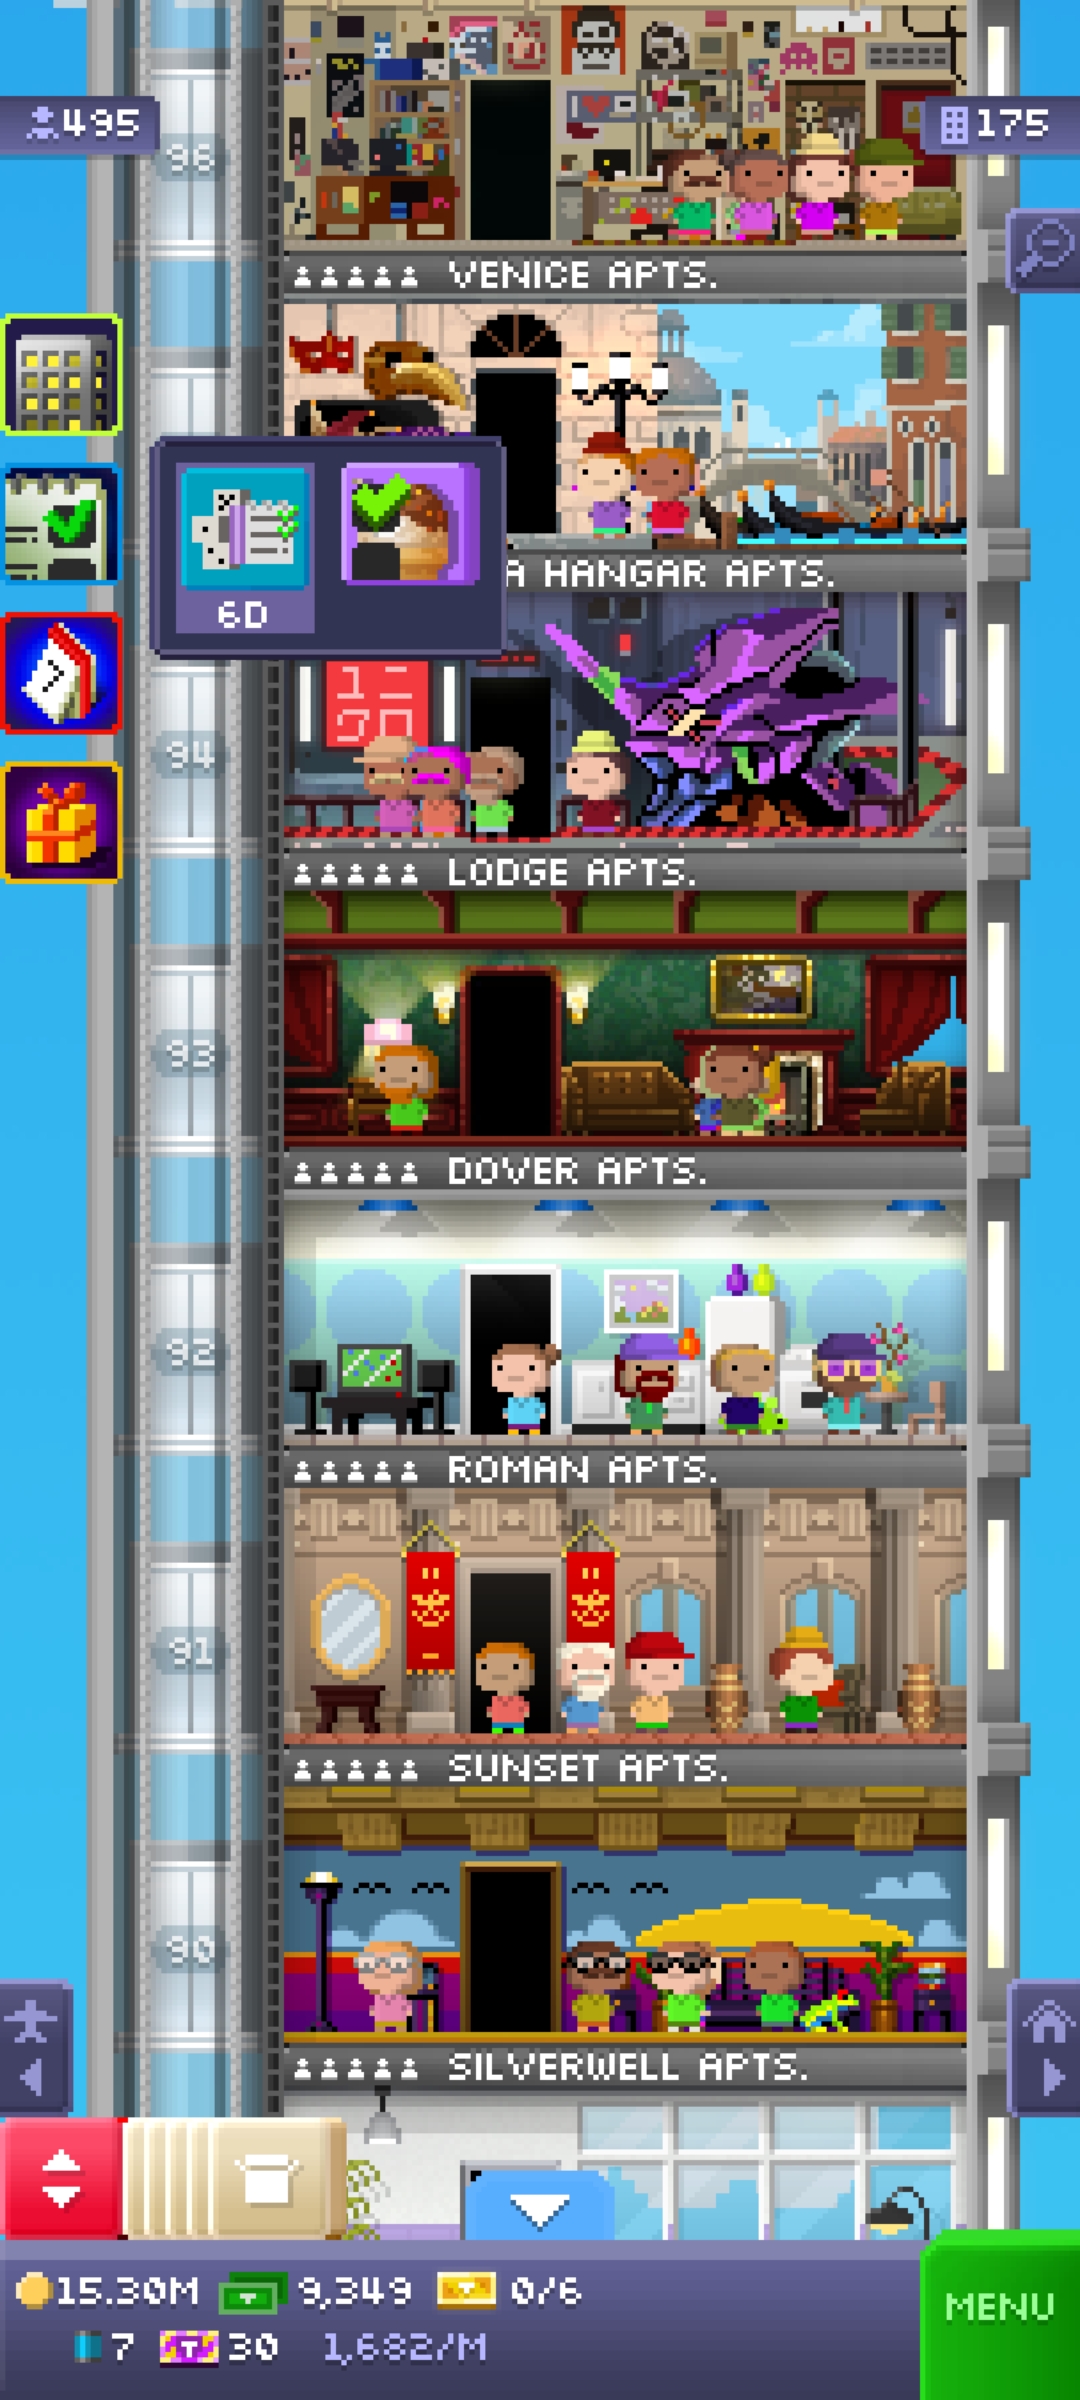 495
96
175
VENICE APTS.
6D
A HANGAR APTS.
94
LODGE APTS.
93
DOVER APTS.
92
ROMAN APTS.
91
SUNSET APTS.
90
SILVERWELL APTS.
15.30M 9,349 0/6
7 30 1,682/M
MENU